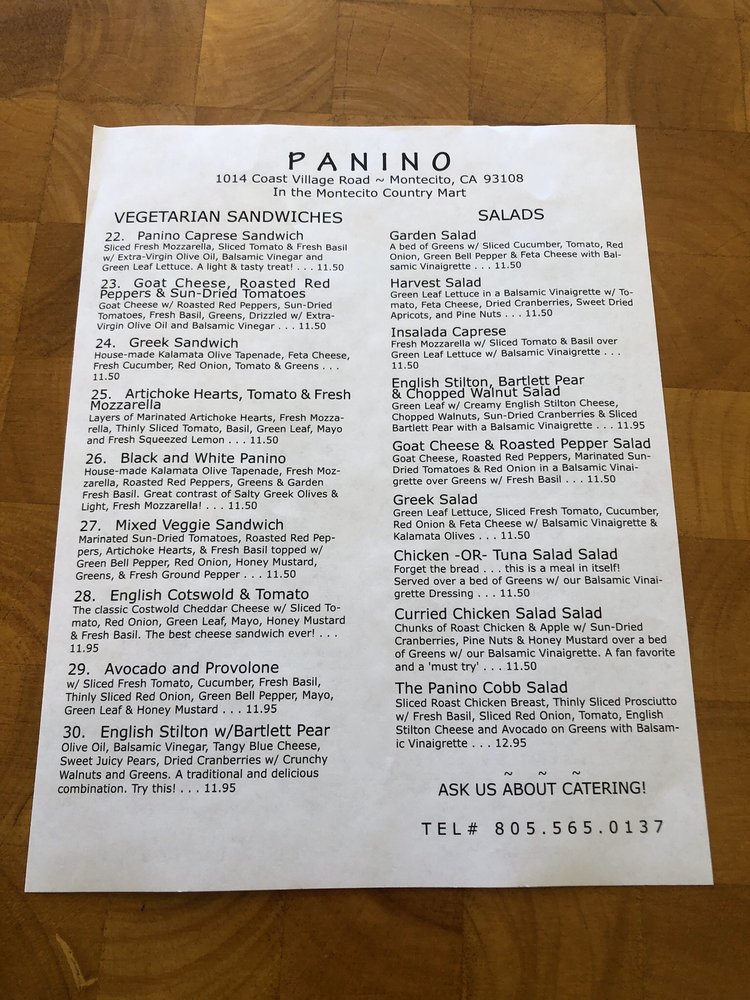 PANINO
1014 Coast Village Road ~ Montecito, CA 93108
In the Montecito Country Mart
VEGETARIAN SANDWICHES
22. Panino Caprese Sandwich
Sliced Fresh Mozzarella, Sliced Tomato & Fresh Basil
w/ Extra-Virgin Olive Oil, Balsamic Vinegar and
Green Leaf Lettuce. A light & tasty treat! . . . 11.50
23. Goat Cheese, Roasted Red
Peppers & Sun-Dried Tomatoes
Goat Cheese w/ Roasted Red Peppers, Sun-Dried
Tomatoes, Fresh Basil, Greens, Drizzled w/ Extra-
Virgin Olive Oil and Balsamic Vinegar . . . 11.50
24. Greek Sandwich
House-made Kalamata Olive Tapenade, Feta Cheese,
Fresh Cucumber, Red Onion, Tomato & Greens . . .
11.50
25. Artichoke Hearts, Tomato & Fresh
Mozzarella
Layers of Marinated Artichoke Hearts, Fresh Mozza-
rella, Thinly Sliced Tomato, Basil, Green Leaf, Mayo
and Fresh Squeezed Lemon . . . 11.50
26. Black and White Panino
House-made Kalamata Olive Tapenade, Fresh Moz-
zarella, Roasted Red Peppers, Greens & Garden
Fresh Basil. Great contrast of Salty Greek Olives &
Light, Fresh Mozzarella! . . . 11.50
27. Mixed Veggie Sandwich
Marinated Sun-Dried Tomatoes, Roasted Red Pep-
pers, Artichoke Hearts, & Fresh Basil topped w/
Green Bell Pepper, Red Onion, Honey Mustard,
Greens, & Fresh Ground Pepper . . . 11.50
28. English Cotswold & Tomato
The classic Costwold Cheddar Cheese w/ Sliced To-
mato, Red Onion, Green Leaf, Mayo, Honey Mustard
& Fresh Basil. The best cheese sandwich ever! . . .
11.95
29. Avocado and Provolone
w/ Sliced Fresh Tomato, Cucumber, Fresh Basil,
Thinly Sliced Red Onion, Green Bell Pepper, Mayo,
Green Leaf & Honey Mustard . . . 11.95
30. English Stilton w/Bartlett Pear
Olive Oil, Balsamic Vinegar, Tangy Blue Cheese,
Sweet Juicy Pears, Dried Cranberries w/ Crunchy
Walnuts and Greens. A traditional and delicious
combination. Try this! . . . 11.95
SALADS
Garden Salad
A bed of Greens w/ Sliced Cucumber, Tomato, Red
Onion, Green Bell Pepper & Feta Cheese with Bal-
samic Vinaigrette . . . 11.50
Harvest Salad
Green Leaf Lettuce in a Balsamic Vinaigrette w/ To-
mato, Feta Cheese, Dried Cranberries, Sweet Dried
Apricots, and Pine Nuts . . . 11.50
Insalada Caprese
Fresh Mozzarella w/ Sliced Tomato & Basil over
Green Leaf Lettuce w/ Balsamic Vinaigrette . . .
11.50
English Stilton, Bartlett Pear
& Chopped Walnut Salad
Green Leaf w/ Creamy English Stilton Cheese,
Chopped Walnuts, Sun-Dried Cranberries & Sliced
Bartlett Pear with a Balsamic Vinaigrette . . . 11.95
Goat Cheese & Roasted Pepper Salad
Goat Cheese, Roasted Red Peppers, Marinated Sun-
Dried Tomatoes & Red Onion in a Balsamic Vinai-
grette over Greens w/ Fresh Basil . . . 11.50
Greek Salad
Green Leaf Lettuce, Sliced Fresh Tomato, Cucumber,
Red Onion & Feta Cheese w/ Balsamic Vinaigrette &
Kalamata Olives . . . 11.50
Chicken -OR- Tuna Salad Salad
Forget the bread . . . this is a meal in itself!
Served over a bed of Greens w/ our Balsamic Vinai-
grette Dressing . . . 11.50
Curried Chicken Salad Salad
Chunks of Roast Chicken & Apple w/ Sun-Dried
Cranberries, Pine Nuts & Honey Mustard over a bed
of Greens w/ our Balsamic Vinaigrette. A fan favorite
and a 'must try' . . . 11.50
The Panino Cobb Salad
Sliced Roast Chicken Breast, Thinly Sliced Prosciutto
w/ Fresh Basil, Sliced Red Onion, Tomato, English
Stilton Cheese and Avocado on Greens with Balsam-
ic Vinaigrette . . . 12.95
~ ~ ~
ASK US ABOUT CATERING!
TEL# 805.565.0137